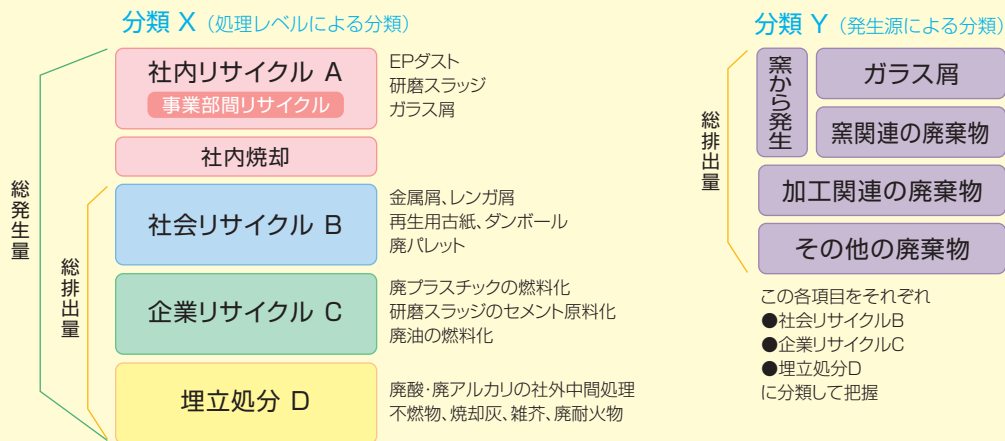 分類 X（処理レベルによる分類）
総発生量
総排出量
社内リサイクル A
事業部間リサイクル
EPダスト
研磨スラッジ
ガラス屑
社内焼却
社会リサイクル B
金属屑、レンガ屑
再生用古紙、ダンボール
廃パレット
企業リサイクル C
廃プラスチックの燃料化
研磨スラッジのセメント原料化
廃油の燃料化
埋立処分 D
廃酸・廃アルカリの社外中間処理
不燃物、焼却灰、雑芥、廃耐火物
分類 Y（発生源による分類）
総排出量
窯から発生
ガラス屑
窯関連の廃棄物
加工関連の廃棄物
その他の廃棄物
この各項目をそれぞれ
●社会リサイクルB
●企業リサイクルC
●埋立処分D
に分類して把握